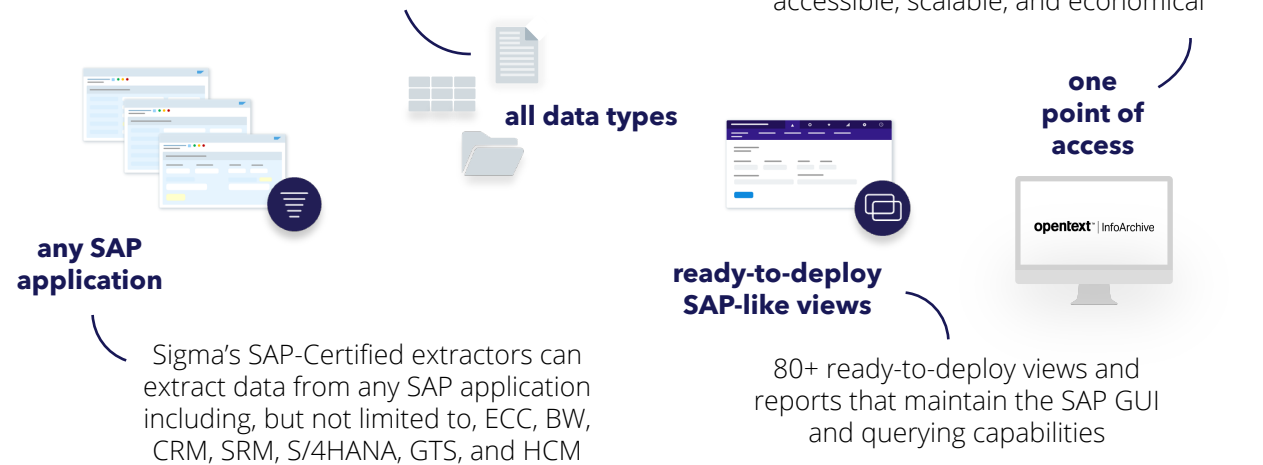 accessible, scalable, and economical
all data types
one
point of
access
opentext™ | InfoArchive
any SAP
application
ready-to-deploy
SAP-like views
Sigma's SAP-Certified extractors can
extract data from any SAP application
including, but not limited to, ECC, BW,
CRM, SRM, S/4HANA, GTS, and HCM
80+ ready-to-deploy views and
reports that maintain the SAP GUI
and querying capabilities